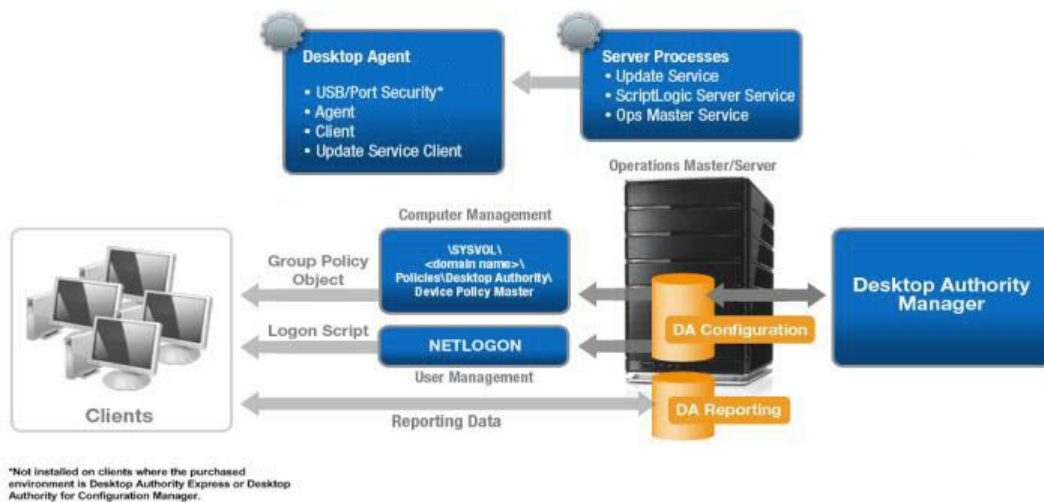 Desktop Agent
• USB/Port Security*
• Agent
• Client
• Update Service Client
Server Processes
• Update Service
• ScriptLogic Server Service
• Ops Master Service
Operations Master/Server
Computer Management
Group Policy
Object
\SYSVOL\
<domain name>\
Policies\Desktop Authority\
Device Policy Master
Desktop Authority
Manager
DA Configuration
Logon Script
NETLOGON
User Management
Clients
Reporting Data
DA Reporting
*Not installed on clients where the purchased
environment is Desktop Authority Express or Desktop
Authority for Configuration Manager.